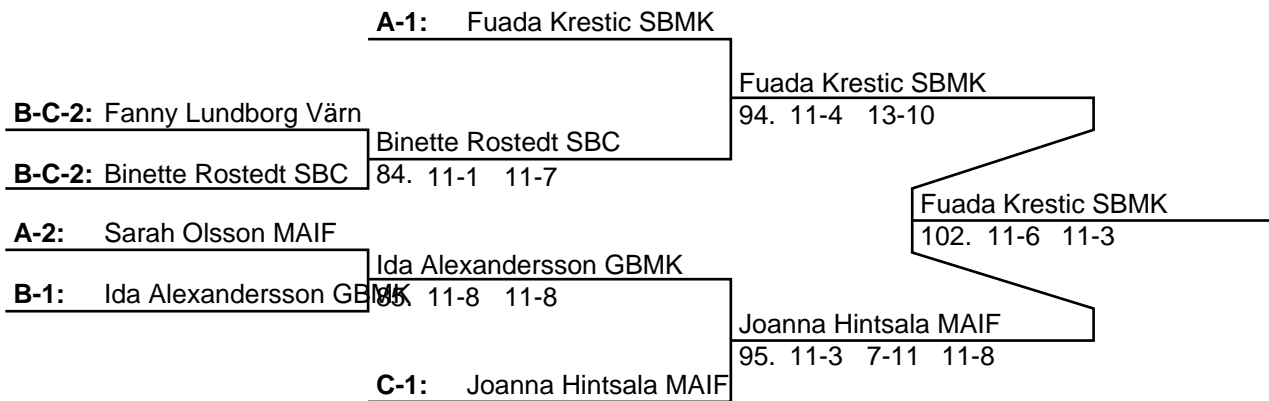 A-1: Fuada Krestic SBMK
Fuada Krestic SBMK
94. 11-4 13-10
B-C-2: Fanny Lundborg Värn
Binette Rostedt SBC
84. 11-1 11-7
B-C-2: Binette Rostedt SBC
Fuada Krestic SBMK
102. 11-6 11-3
A-2: Sarah Olsson MAIF
Ida Alexandersson GBMK
85. 11-8 11-8
B-1: Ida Alexandersson GBMK
Joanna Hintsala MAIF
95. 11-3 7-11 11-8
C-1: Joanna Hintsala MAIF